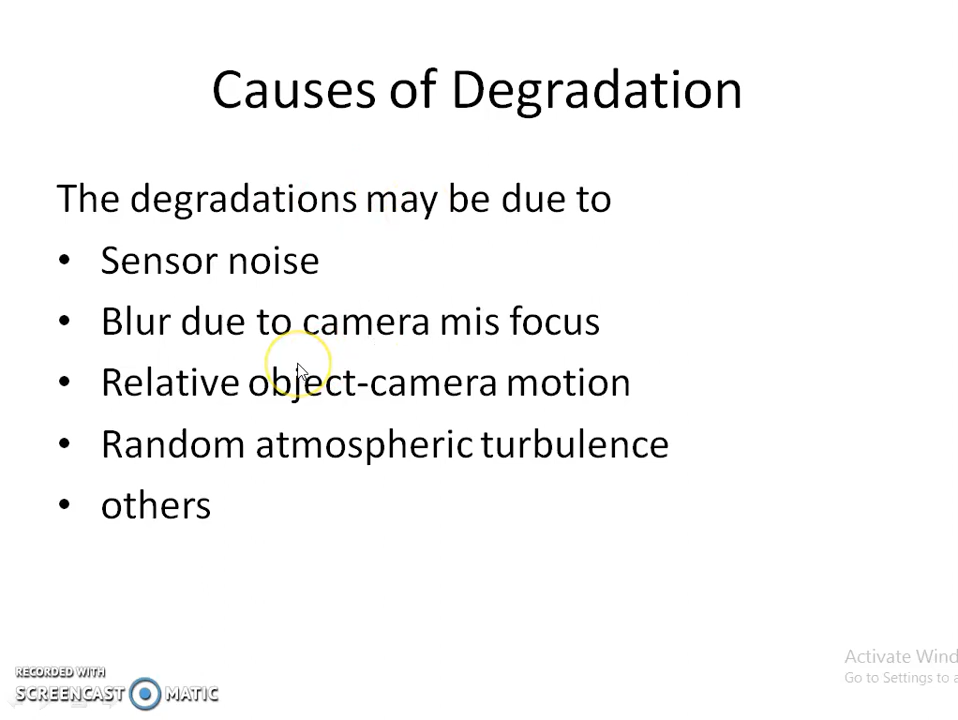 Causes of Degradation
The degradations may be due to
• Sensor noise
• Blur due to camera mis focus
• Relative object-camera motion
• Random atmospheric turbulence
• others
RECORDED WITH
SCREENCAST MATIC
Activate Wind
Go to Settings to a